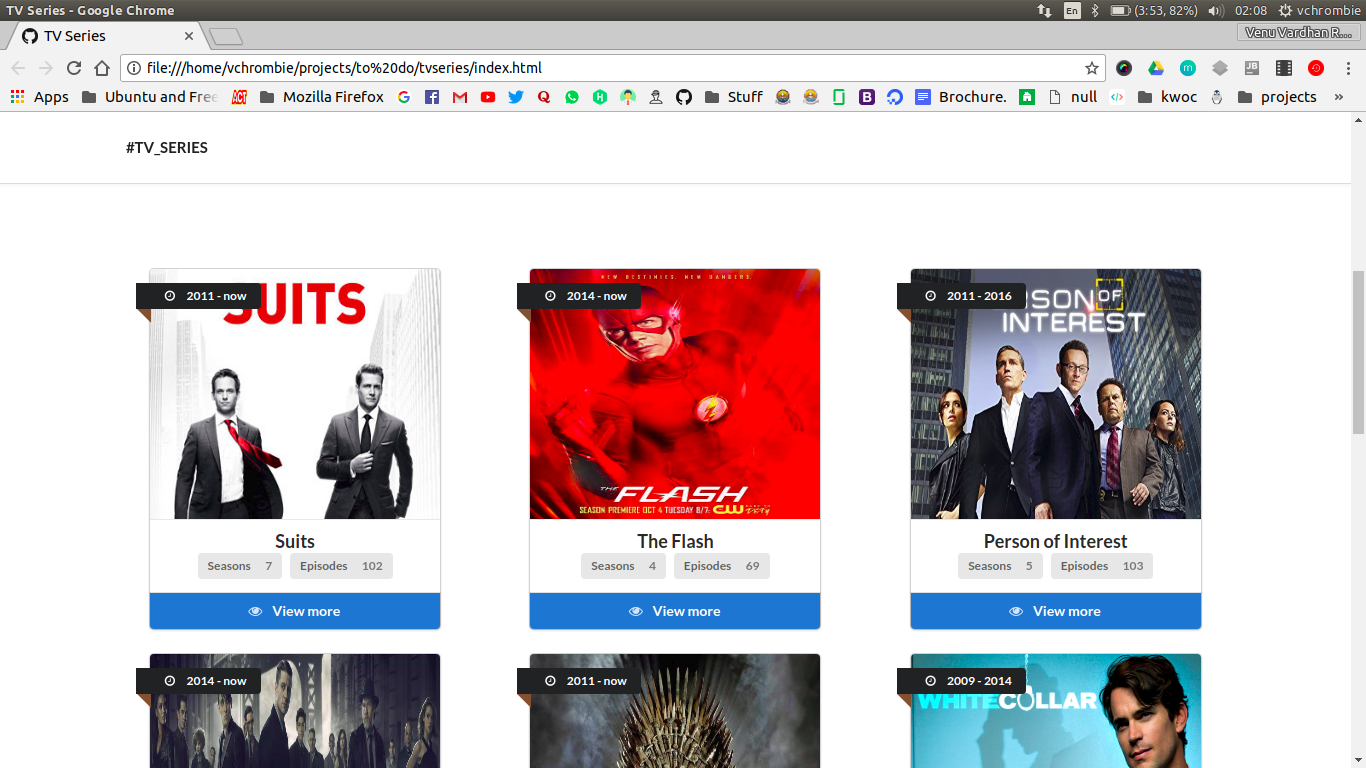 TV Series - Google Chrome
En
(3:53, 82%)
02:08
vchrombie
TV Series
Venu Vardhan R...
file:///home/vchrombie/projects/to%20do/tvseries/index.html
Apps
Ubuntu and Free
ACT
Mozilla Firefox
Stuff
Brochure.
null
kwoc
projects
»
#TV_SERIES
2011 - now
SUITS
2014 - now
NEW DESTINIES. NEW DANGERS.
THE FLASH
SEASON PREMIERE OCT 4 TUESDAY 8/7c CW
2011 - 2016
SON OF
INTEREST
Suits
Seasons 7 Episodes 102
View more
The Flash
Seasons 4 Episodes 69
View more
Person of Interest
Seasons 5 Episodes 103
View more
2014 - now
2011 - now
2009 - 2014
WHITECOLLAR